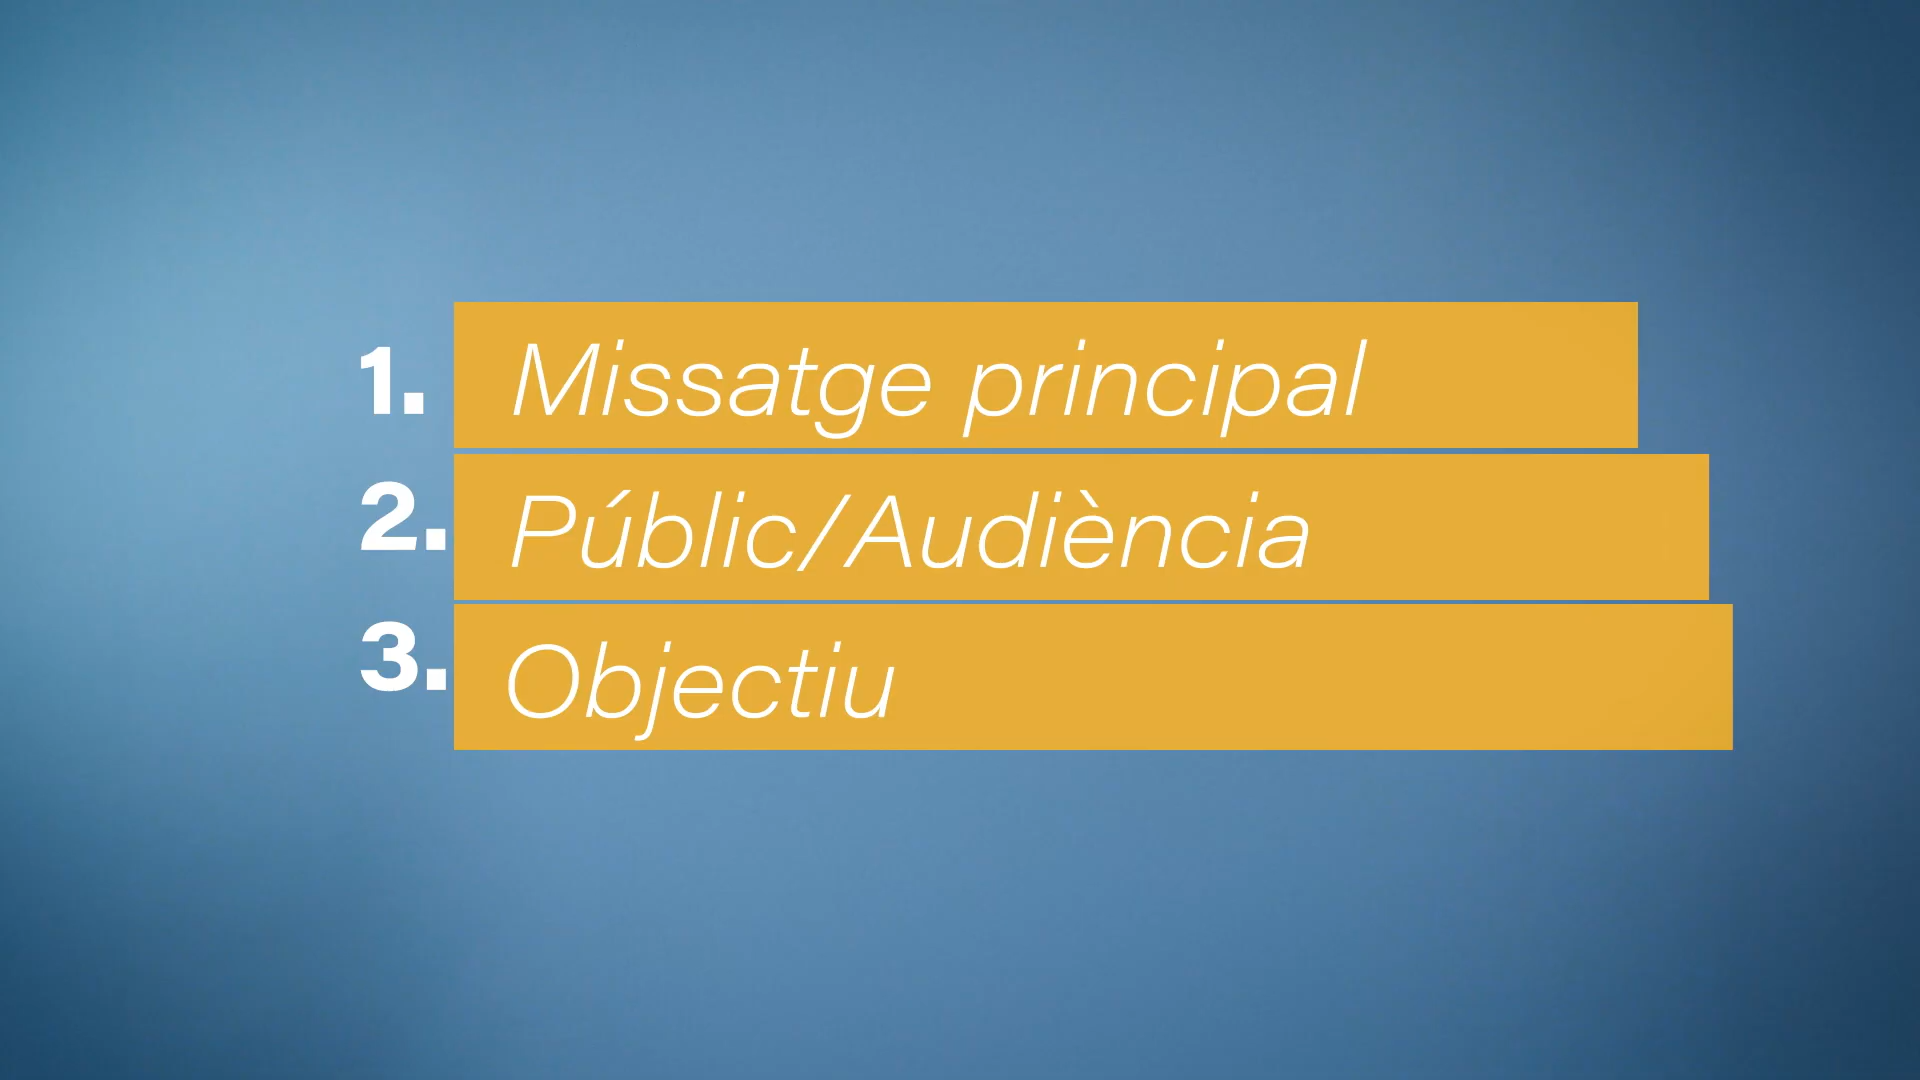 1. Missatge principal
2. Públic/Audiència
3. Objectiu